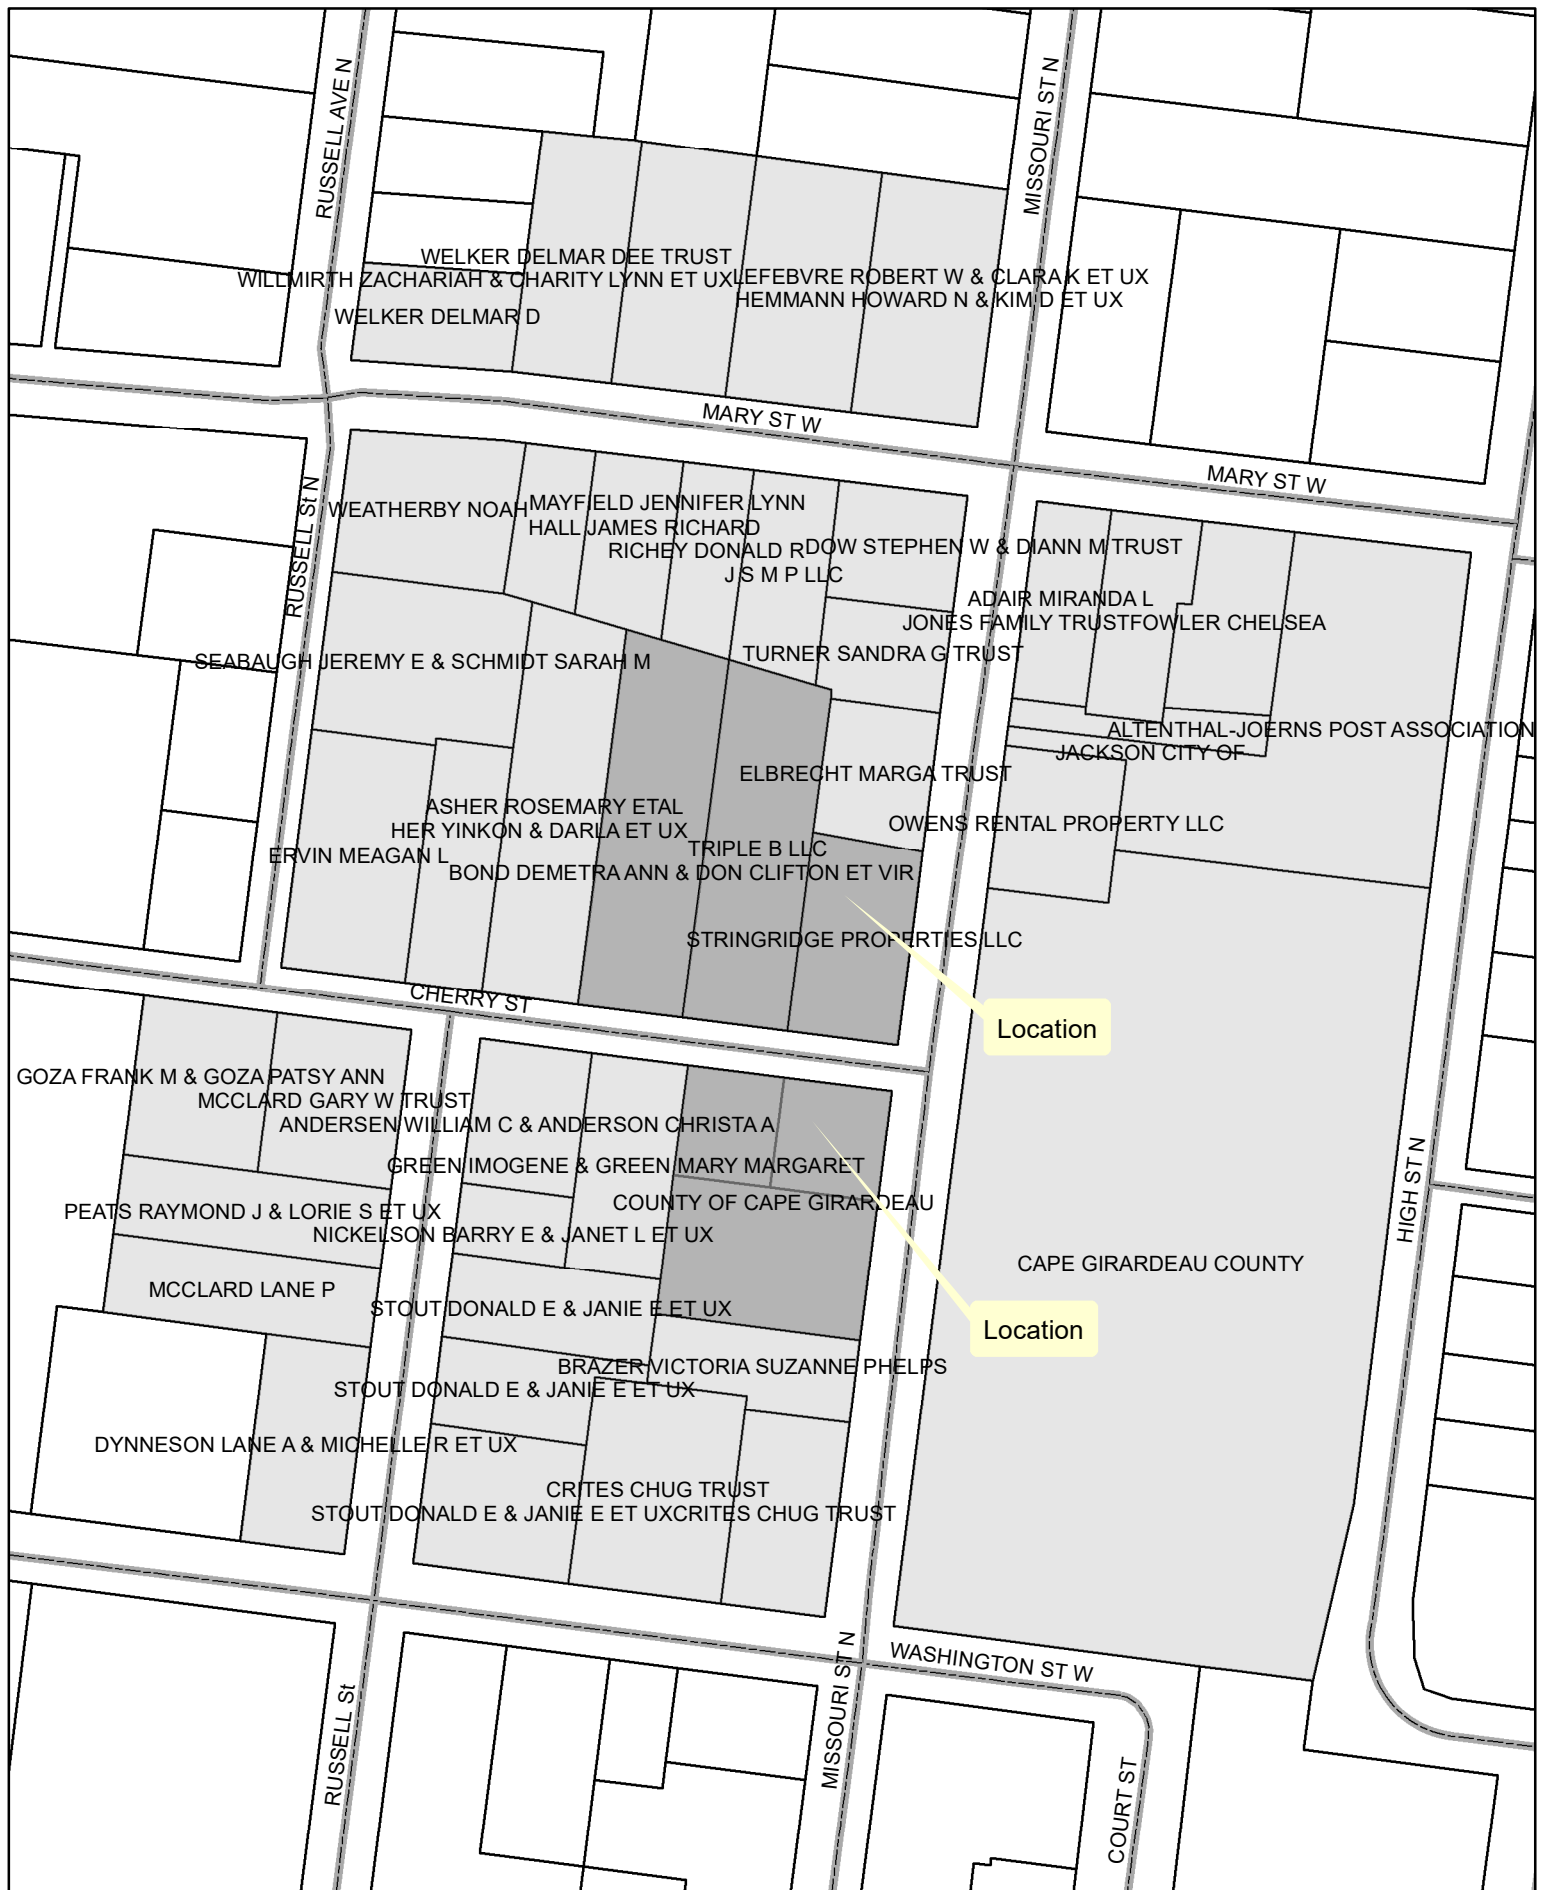 RUSSELL AVE N
MISSOURI ST N
WELKER DELMAR DEE TRUST
WILLMIRTH ZACHARIAH & CHARITY LYNN ET UX
LEFEBVRE ROBERT W & CLARA K ET UX
HEMMANN HOWARD N & KIM D ET UX
WELKER DELMAR D
MARY ST W
MARY ST W
RUSSELL St N
WEATHERBY NOAH
MAYFIELD JENNIFER LYNN
HALL JAMES RICHARD
RICHEY DONALD R
DOW STEPHEN W & DIANN M TRUST
J S M P LLC
ADAIR MIRANDA L
JONES FAMILY TRUST
FOWLER CHELSEA
SEABAUGH JEREMY E & SCHMIDT SARAH M
TURNER SANDRA G TRUST
ALTENTHAL-JOERNS POST ASSOCIATION
JACKSON CITY OF
ELBRECHT MARGA TRUST
ASHER ROSEMARY ETAL
HER YINKON & DARLA ET UX
OWENS RENTAL PROPERTY LLC
ERVIN MEAGAN L
TRIPLE B LLC
BOND DEMETRA ANN & DON CLIFTON ET VIR
STRINGRIDGE PROPERTIES LLC
CHERRY ST
Location
GOZA FRANK M & GOZA PATSY ANN
MCCLARD GARY W TRUST
ANDERSEN WILLIAM C & ANDERSON CHRISTA A
GREEN IMOGENE & GREEN MARY MARGARET
COUNTY OF CAPE GIRARDEAU
PEATS RAYMOND J & LORIE S ET UX
NICKELSON BARRY E & JANET L ET UX
HIGH ST N
CAPE GIRARDEAU COUNTY
MCCLARD LANE P
STOUT DONALD E & JANIE E ET UX
Location
BRAZER VICTORIA SUZANNE PHELPS
STOUT DONALD E & JANIE E ET UX
DYNNESON LANE A & MICHELLE R ET UX
CRITES CHUG TRUST
STOUT DONALD E & JANIE E ET UX
CRITES CHUG TRUST
WASHINGTON ST W
MISSOURI ST N
RUSSELL St
COURT ST